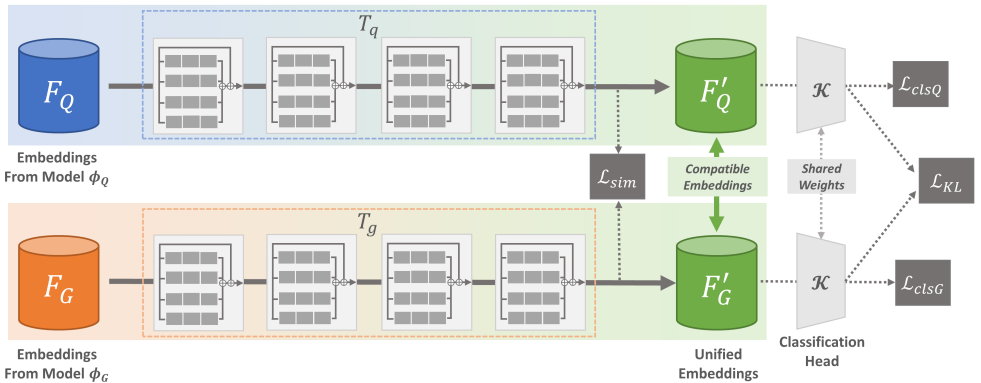 T_q
F_Q
F'_Q
𝒦
ℒ_clsQ
Embeddings
From Model ϕ_Q
ℒ_sim
Compatible
Embeddings
Shared
Weights
ℒ_KL
T_g
F_G
F'_G
𝒦
ℒ_clsG
Embeddings
From Model ϕ_G
Unified
Embeddings
Classification
Head